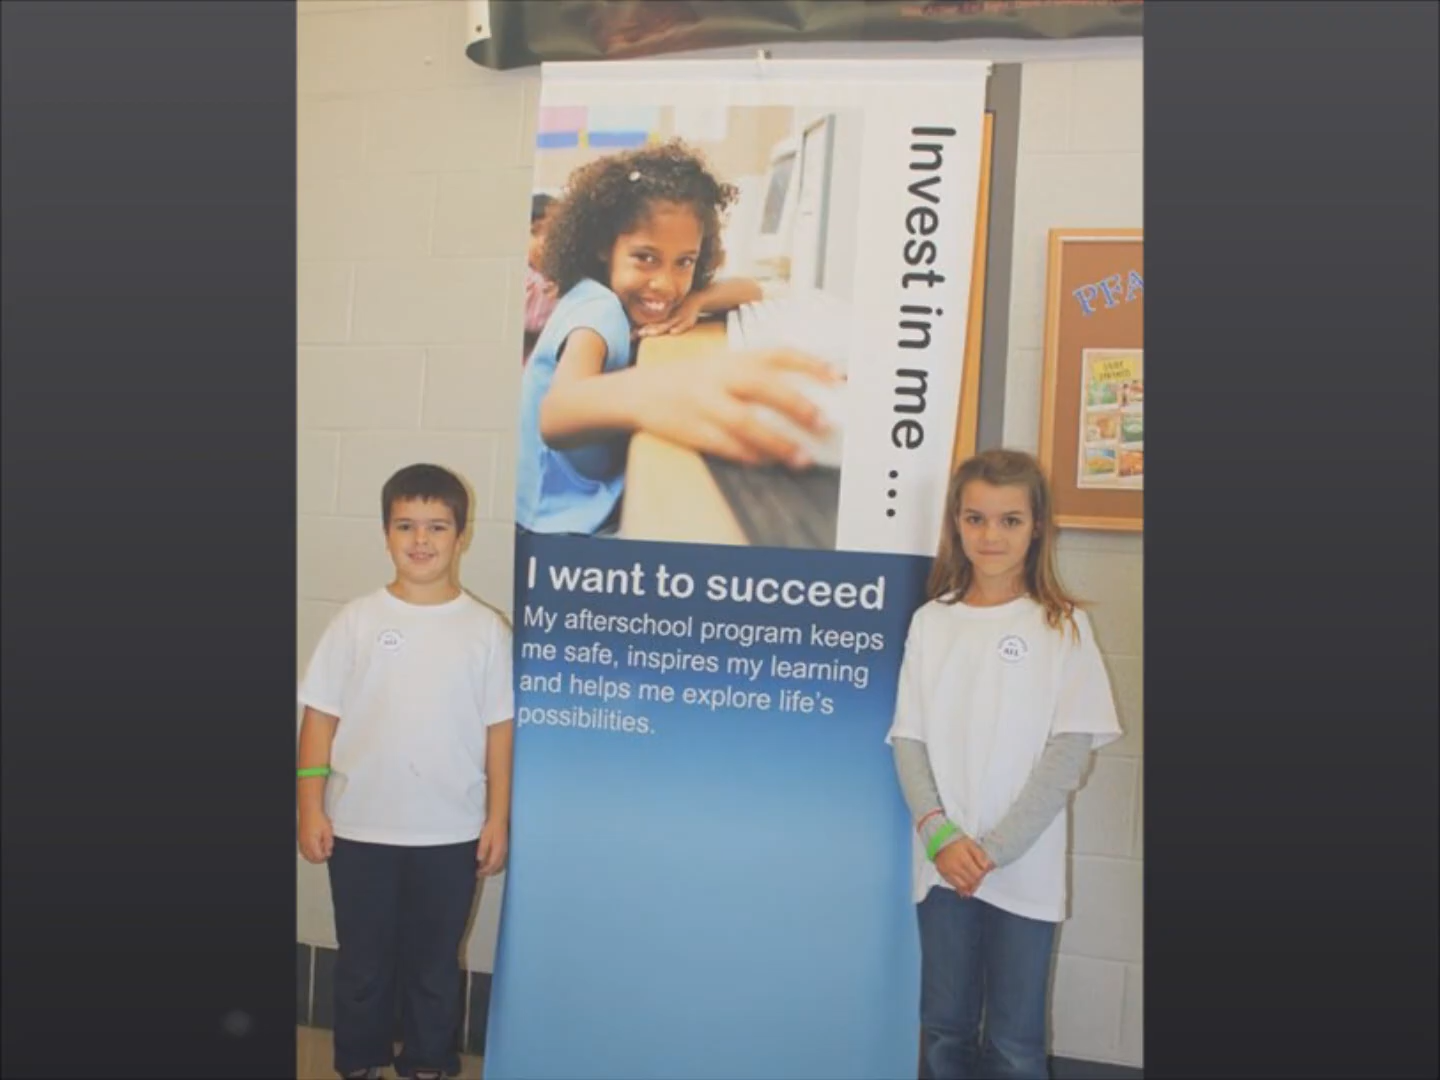 Invest in me ...
I want to succeed
My afterschool program keeps
me safe, inspires my learning
and helps me explore life's
possibilities.
PFA